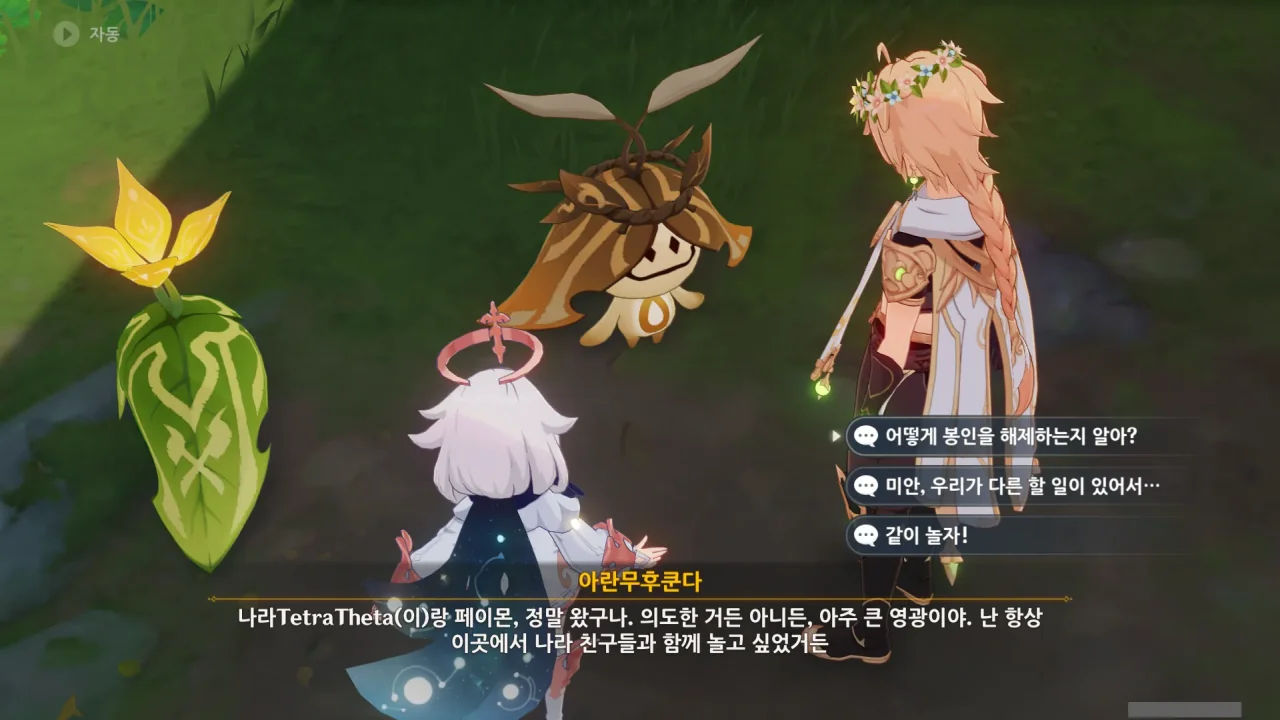 자동
어떻게 봉인을 해제하는지 알아?
미안, 우리가 다른 할 일이 있어서…
같이 놀자!
아란무후쿤다
나라TetraTheta(이)랑 페이몬, 정말 왔구나. 의도한 거든 아니든, 아주 큰 영광이야. 난 항상
이곳에서 나라 친구들과 함께 놀고 싶었거든